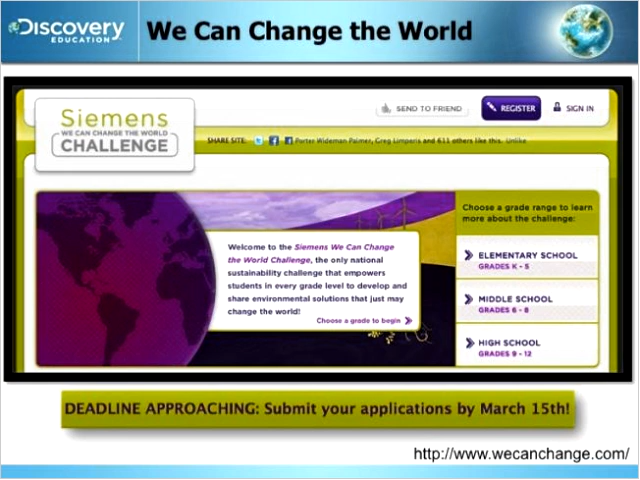 Discovery
EDUCATION
We Can Change the World
Siemens
WE CAN CHANGE THE WORLD
CHALLENGE
SEND TO FRIEND
REGISTER
SIGN IN
SHARE SITE:
Porter Wideman Palmer, Greg Limperis and 611 others like this. Unlike
Welcome to the Siemens We Can Change
the World Challenge, the only national
sustainability challenge that empowers
students in every grade level to develop and
share environmental solutions that just may
change the world!
Choose a grade to begin
Choose a grade range to learn
more about the challenge:
ELEMENTARY SCHOOL
GRADES K - 5
MIDDLE SCHOOL
GRADES 6 - 8
HIGH SCHOOL
GRADES 9 - 12
DEADLINE APPROACHING: Submit your applications by March 15th!
http://www.wecanchange.com/